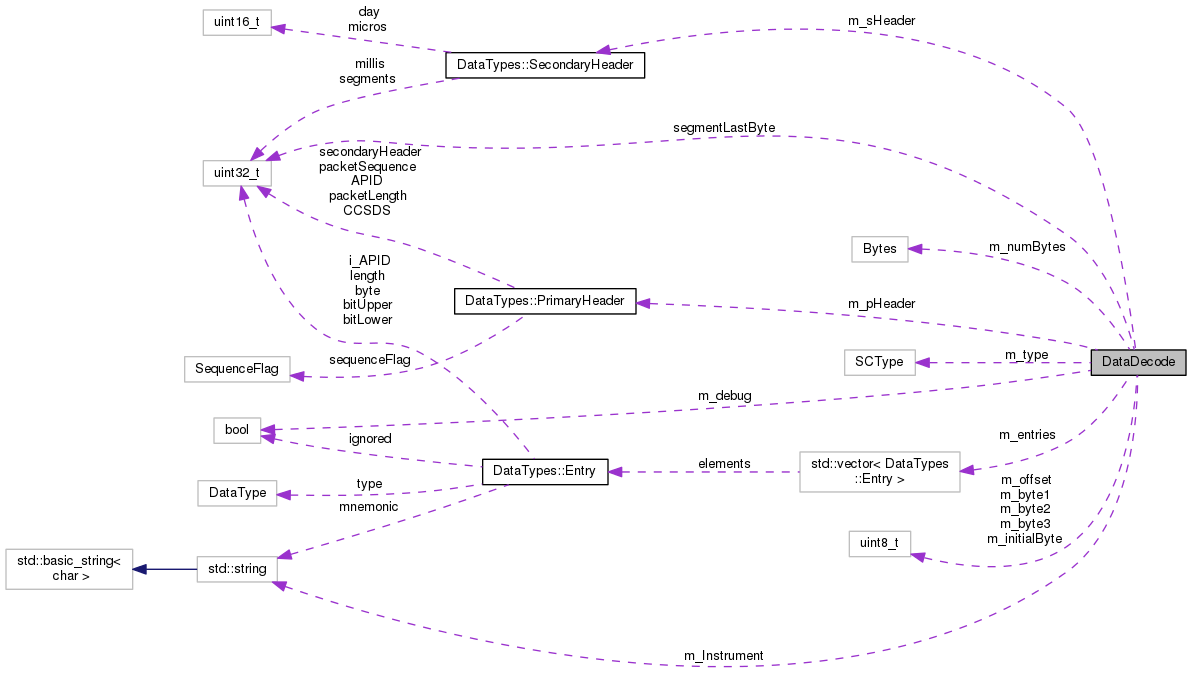 day
micros
uint16_t
m_sHeader
DataTypes::SecondaryHeader
millis
segments
segmentLastByte
uint32_t
secondaryHeader
packetSequence
APID
packetLength
CCSDS
Bytes
m_numBytes
i_APID
length
byte
bitUpper
bitLower
DataTypes::PrimaryHeader
m_pHeader
SequenceFlag
sequenceFlag
SCType
m_type
DataDecode
m_debug
bool
ignored
m_entries
DataTypes::Entry
elements
std::vector< DataTypes
::Entry >
DataType
type
mnemonic
m_offset
m_byte1
m_byte2
m_byte3
m_initialByte
uint8_t
std::basic_string<
char >
std::string
m_Instrument